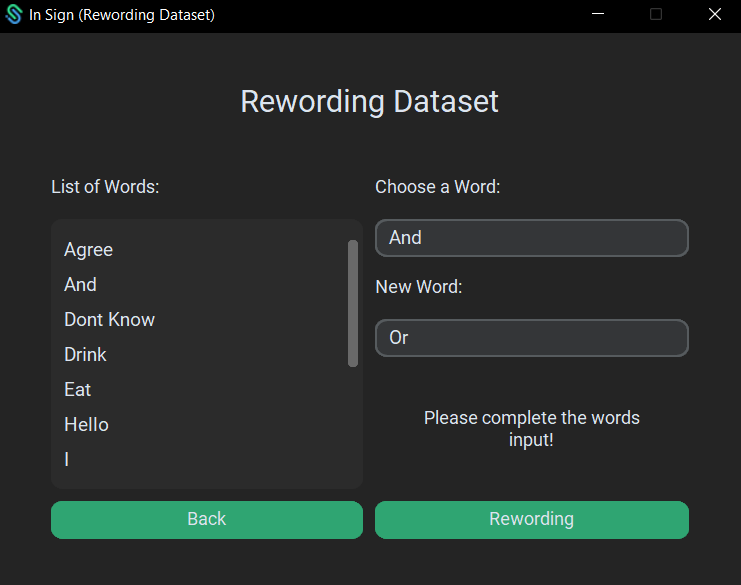 In Sign (Rewording Dataset)
Rewording Dataset
List of Words:
Agree
And
Dont Know
Drink
Eat
Hello
I
Choose a Word:
And
New Word:
Or
Please complete the words
input!
Back
Rewording